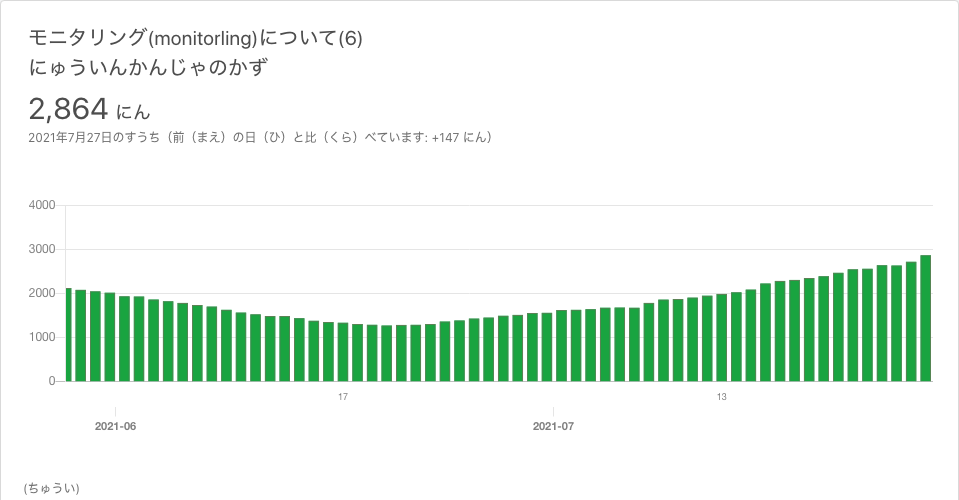 モニタリング(monitorling)について(6)
にゅういんかんじゃのかず
2,864 にん
2021年7月27日のすうち（前（まえ）の日（ひ）と比（くら）べています: +147 にん）
4000
3000
2000
1000
0
17
13
2021-06
2021-07
(ちゅうい)